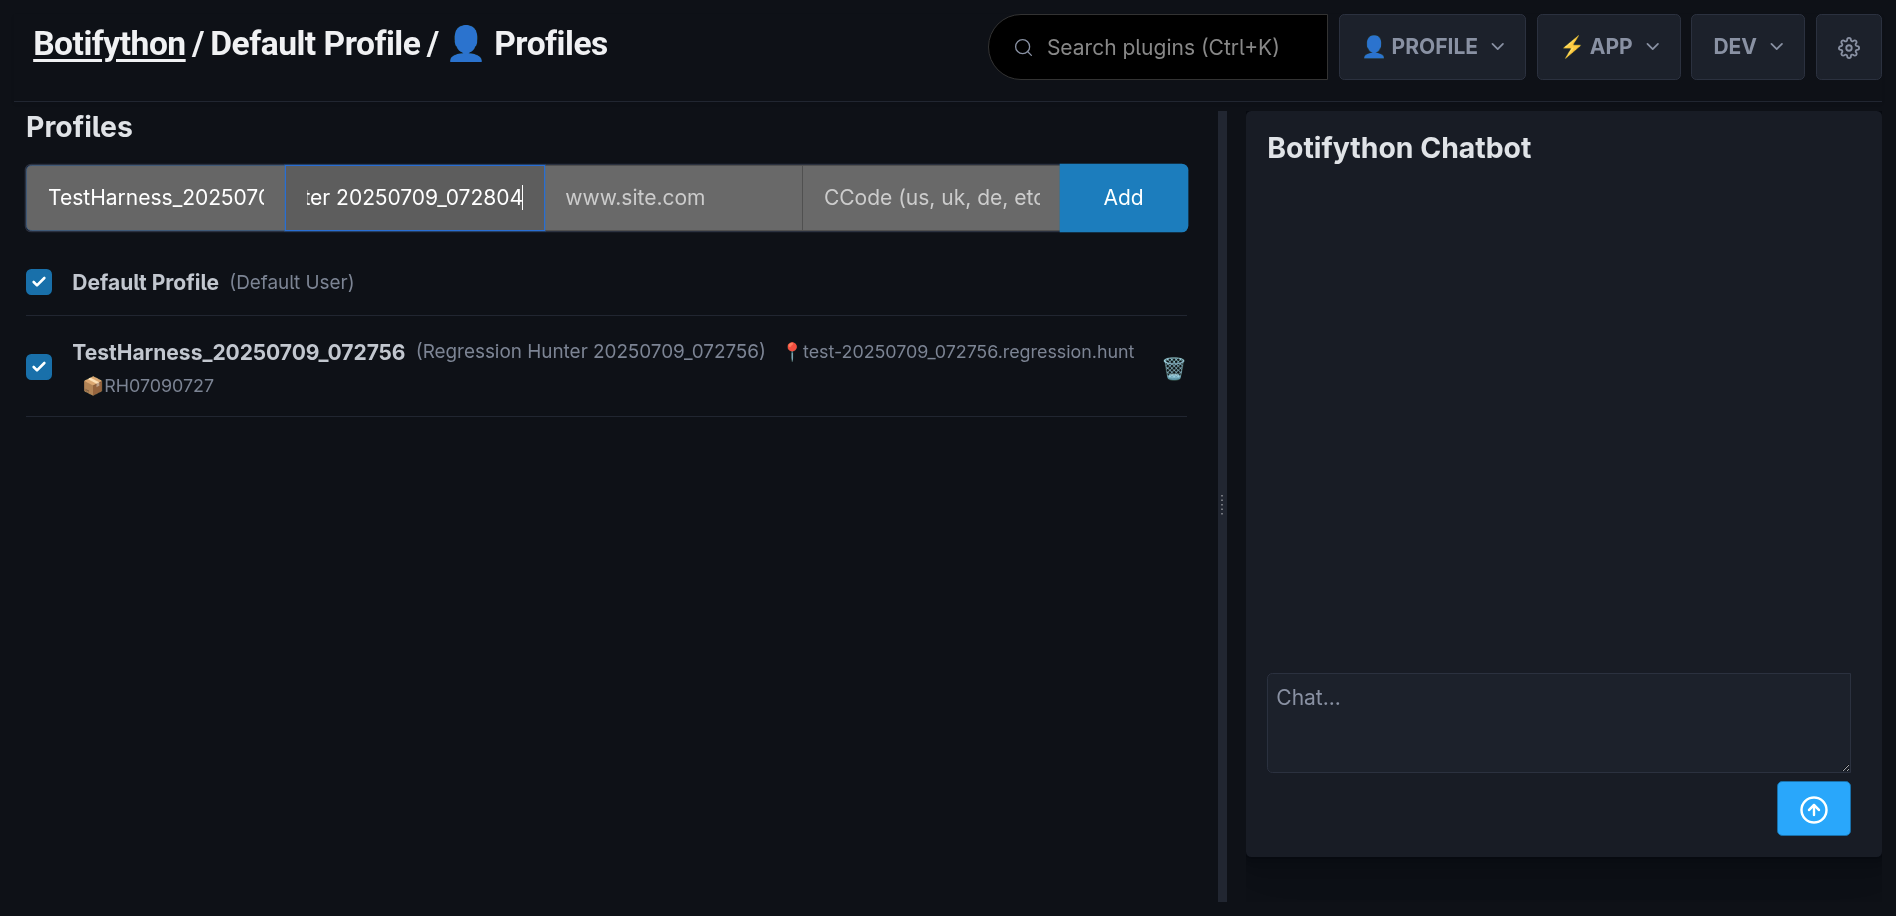 Botifython / Default Profile / 👤 Profiles
Search plugins (Ctrl+K)
👤 PROFILE
⚡ APP
DEV
Profiles
TestHarness_202507
ter 20250709_072804
www.site.com
CCode (us, uk, de, etc
Add
Default Profile (Default User)
TestHarness_20250709_072756 (Regression Hunter 20250709_072756) 📍test-20250709_072756.regression.hunt
📦RH07090727
Botifython Chatbot
Chat...